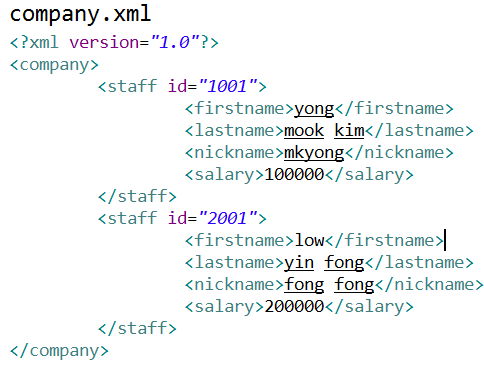 company.xml
<?xml version="1.0"?>
<company>
<staff id="1001">
<firstname>yong</firstname>
<lastname>mook kim</lastname>
<nickname>mkyong</nickname>
<salary>100000</salary>
</staff>
<staff id="2001">
<firstname>low</firstname>
<lastname>yin fong</lastname>
<nickname>fong fong</nickname>
<salary>200000</salary>
</staff>
</company>